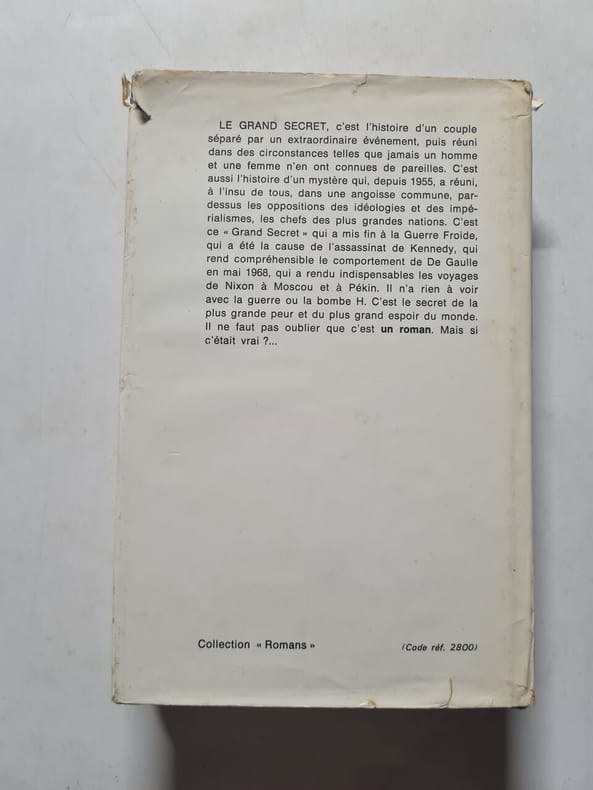 LE GRAND SECRET, c'est l'histoire d'un couple
séparé par un extraordinaire événement, puis réuni
dans des circonstances telles que jamais un homme
et une femme n'en ont connues de pareilles. C'est
aussi l'histoire d'un mystère qui, depuis 1955, a réuni,
à l'insu de tous, dans une angoisse commune, par-
dessus les oppositions des idéologies et des impé-
rialismes, les chefs des plus grandes nations. C'est
ce « Grand Secret » qui a mis fin à la Guerre Froide,
qui a été la cause de l'assassinat de Kennedy, qui
rend compréhensible le comportement de De Gaulle
en mai 1968, qui a rendu indispensables les voyages
de Nixon à Moscou et à Pékin. Il n'a rien à voir
avec la guerre ou la bombe H. C'est le secret de la
plus grande peur et du plus grand espoir du monde.
Il ne faut pas oublier que c'est un roman. Mais si
c'était vrai ?...
Collection « Romans »
(Code réf. 2800)